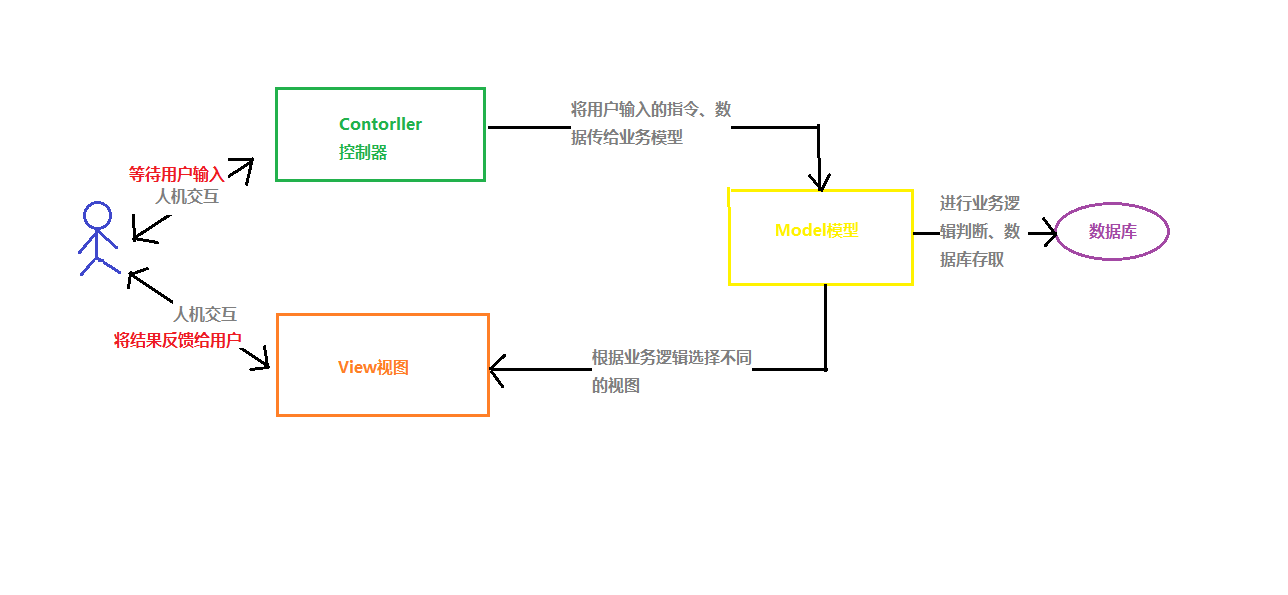 Contorller
控制器
将用户输入的指令、数
据传给业务模型
等待用户输入
人机交互
Model模型
进行业务逻
辑判断、数
据库存取
数据库
人机交互
将结果反馈给用户
View视图
根据业务逻辑选择不同
的视图